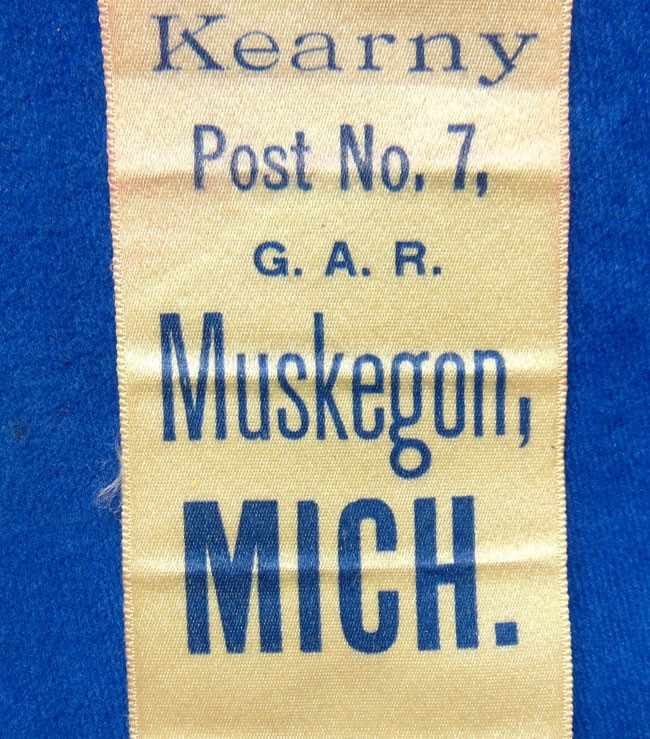 Kearny
Post No. 7,
G. A. R.
Muskegon,
MICH.